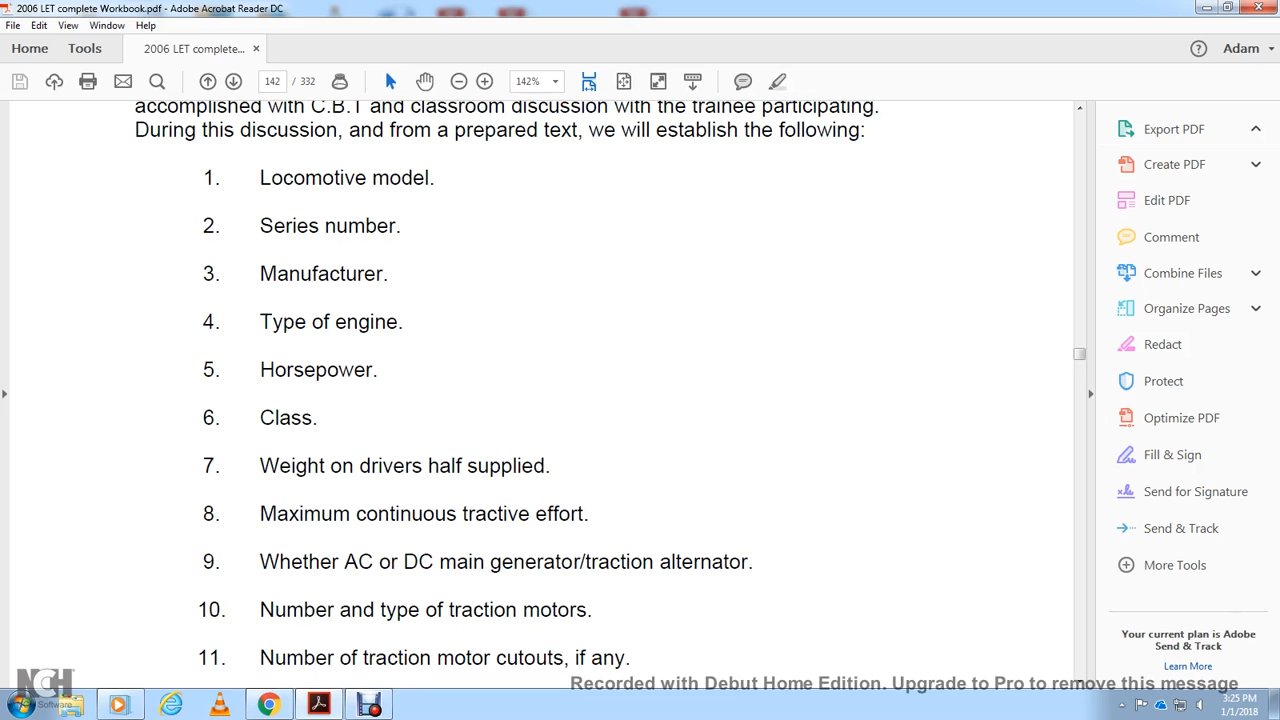 2006 LET complete Workbook.pdf - Adobe Acrobat Reader DC
File Edit View Window Help
Home Tools 2006 LET complete... × Adam
142 / 332 142%
accomplished with C.B.T and classroom discussion with the trainee participating.
During this discussion, and from a prepared text, we will establish the following:
1. Locomotive model.
2. Series number.
3. Manufacturer.
4. Type of engine.
5. Horsepower.
6. Class.
7. Weight on drivers half supplied.
8. Maximum continuous tractive effort.
9. Whether AC or DC main generator/traction alternator.
10. Number and type of traction motors.
11. Number of traction motor cutouts, if any.
Export PDF
Create PDF
Edit PDF
Comment
Combine Files
Organize Pages
Redact
Protect
Optimize PDF
Fill & Sign
Send for Signature
Send & Track
More Tools
Your current plan is Adobe
Send & Track
Learn More
NCH
Software
Recorded with Debut Home Edition. Upgrade to Pro to remove this message
3:25 PM
1/1/2018